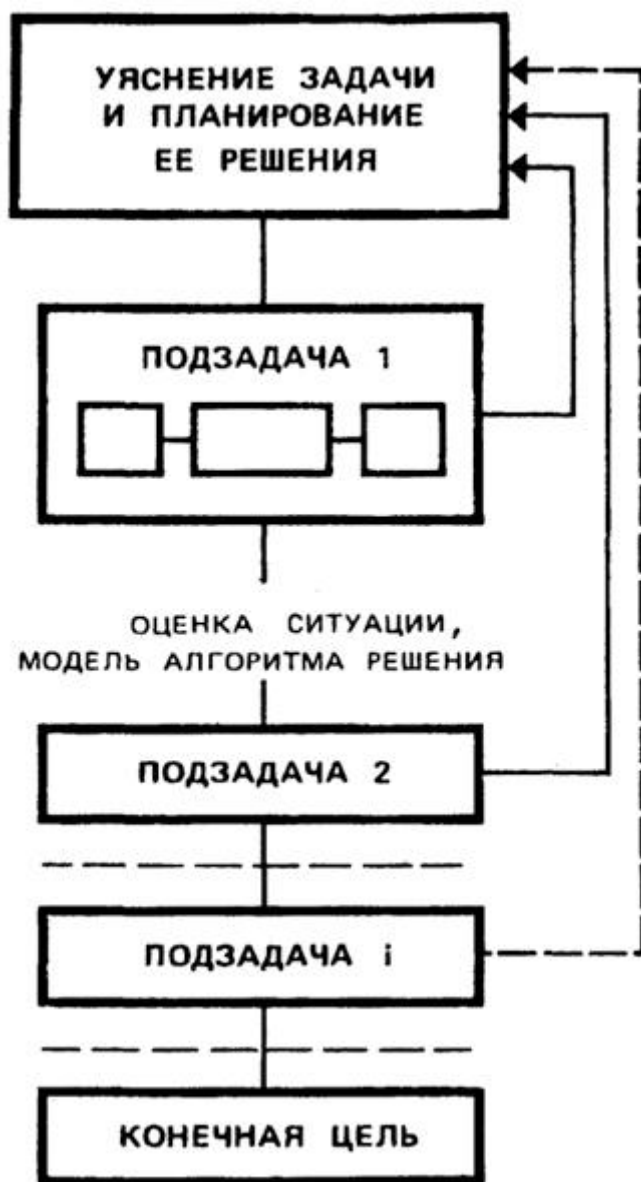 УЯСНЕНИЕ ЗАДАЧИ
И ПЛАНИРОВАНИЕ
ЕЕ РЕШЕНИЯ
ПОДЗАДАЧА 1
ОЦЕНКА СИТУАЦИИ,
МОДЕЛЬ АЛГОРИТМА РЕШЕНИЯ
ПОДЗАДАЧА 2
ПОДЗАДАЧА i
КОНЕЧНАЯ ЦЕЛЬ